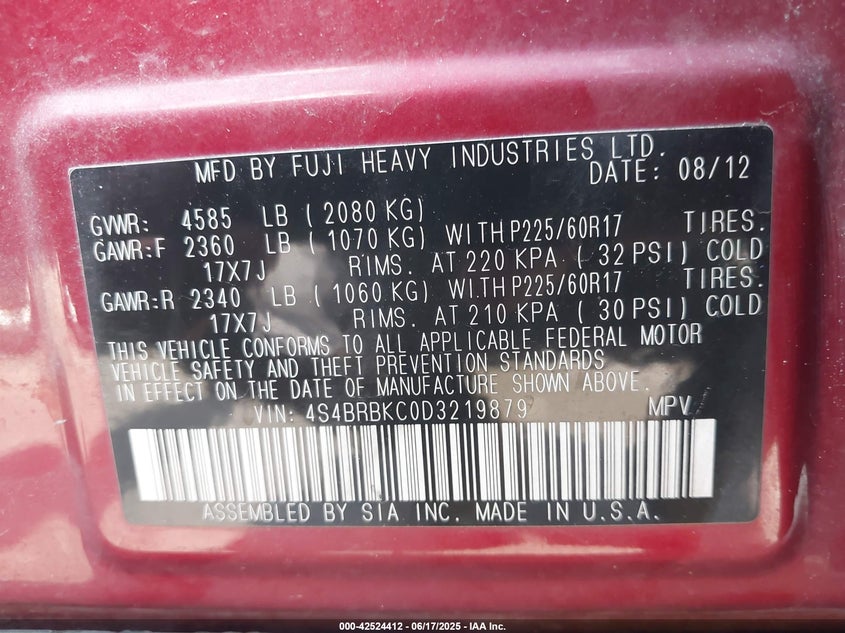 MFD BY FUJI HEAVY INDUSTRIES LTD.
DATE: 08/12
GVWR: 4585 LB ( 2080 KG)
GAWR:F 2360 LB ( 1070 KG) WITH P225/60R17 TIRES.
17X7J RIMS. AT 220 KPA ( 32 PSI) COLD
GAWR:R 2340 LB ( 1060 KG) WITH P225/60R17 TIRES.
17X7J RIMS. AT 210 KPA ( 30 PSI) COLD
THIS VEHICLE CONFORMS TO ALL APPLICABLE FEDERAL MOTOR
VEHICLE SAFETY AND THEFT PREVENTION STANDARDS
IN EFFECT ON THE DATE OF MANUFACTURE SHOWN ABOVE.
VIN: 4S4BRBKC0D3219879 MPV
ASSEMBLED BY SIA INC. MADE IN U.S.A.
000-42524412 - 06/17/2025 - IAA Inc.